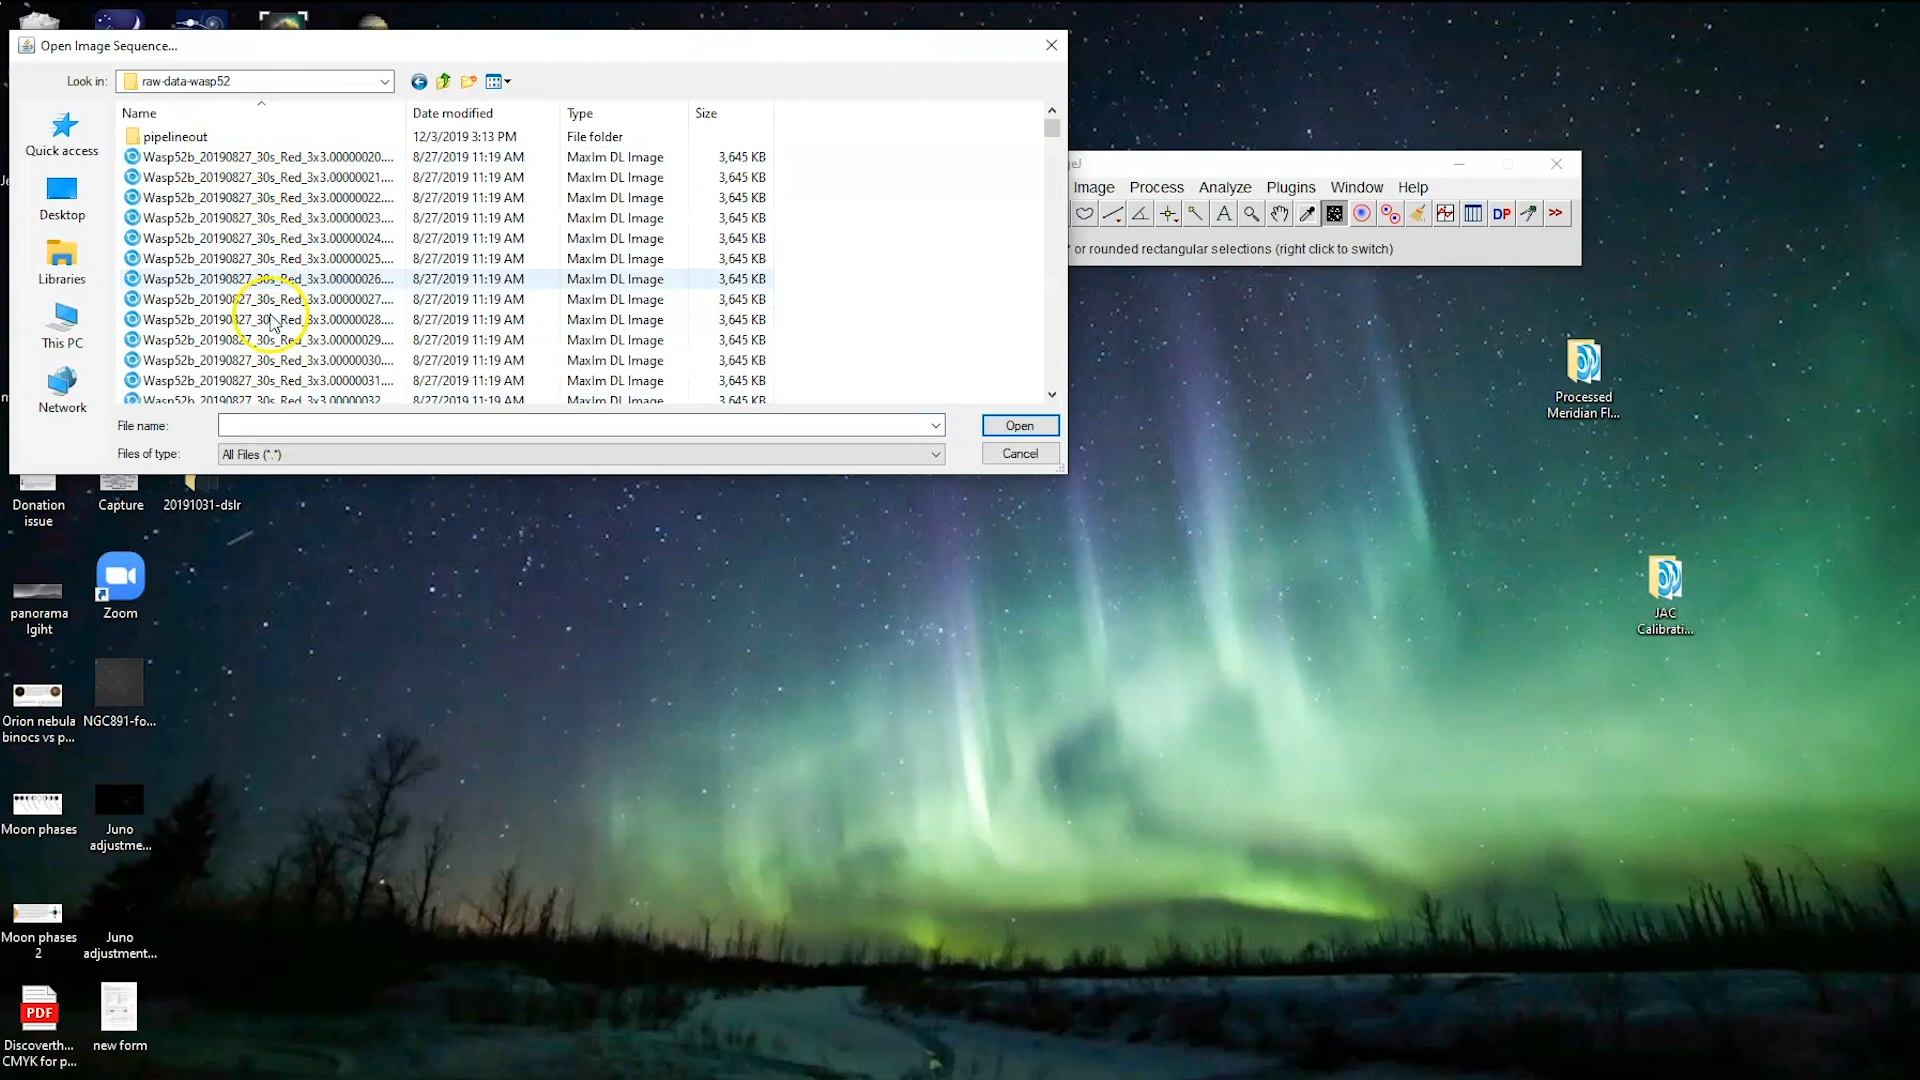 Open Image Sequence...
Look in: raw-data-wasp52
Name Date modified Type Size
pipelineout 12/3/2019 3:13 PM File folder
Wasp52b_20190827_30s_Red_3x3.00000020.... 8/27/2019 11:19 AM MaxIm DL Image 3,645 KB
Wasp52b_20190827_30s_Red_3x3.00000021.... 8/27/2019 11:19 AM MaxIm DL Image 3,645 KB
Wasp52b_20190827_30s_Red_3x3.00000022.... 8/27/2019 11:19 AM MaxIm DL Image 3,645 KB
Wasp52b_20190827_30s_Red_3x3.00000023.... 8/27/2019 11:19 AM MaxIm DL Image 3,645 KB
Wasp52b_20190827_30s_Red_3x3.00000024.... 8/27/2019 11:19 AM MaxIm DL Image 3,645 KB
Wasp52b_20190827_30s_Red_3x3.00000025.... 8/27/2019 11:19 AM MaxIm DL Image 3,645 KB
Wasp52b_20190827_30s_Red_3x3.00000026.... 8/27/2019 11:19 AM MaxIm DL Image 3,645 KB
Wasp52b_20190827_30s_Red_3x3.00000027.... 8/27/2019 11:19 AM MaxIm DL Image 3,645 KB
Wasp52b_20190827_30s_Red_3x3.00000028.... 8/27/2019 11:19 AM MaxIm DL Image 3,645 KB
Wasp52b_20190827_30s_Red_3x3.00000029.... 8/27/2019 11:19 AM MaxIm DL Image 3,645 KB
Wasp52b_20190827_30s_Red_3x3.00000030.... 8/27/2019 11:19 AM MaxIm DL Image 3,645 KB
Wasp52b_20190827_30s_Red_3x3.00000031.... 8/27/2019 11:19 AM MaxIm DL Image 3,645 KB
Wasp52b_20190827_30s_Red_3x3.00000032.... 8/27/2019 11:19 AM MaxIm DL Image 3,645 KB
Quick access
Desktop
Libraries
This PC
Network
File name: Open
Files of type: All Files (*.*) Cancel
Image Process Analyze Plugins Window Help
A DP >>
or rounded rectangular selections (right click to switch)
Processed
Meridian Fl...
JAC
Calibrati...
Donation
issue
Capture
20191031-dslr
panorama
lgiht
Zoom
Orion nebula
binocs vs p...
NGC891-fo...
Moon phases
Juno
adjustme...
Moon phases
2
Juno
adjustment...
PDF
Discoverth...
CMYK for p...
new form